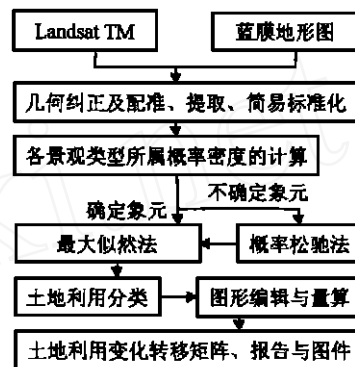 Landsat TM
蓝膜地形图
几何纠正及配准、提取、简易标准化
各景观类型所属概率密度的计算
不确定象元
确定象元
最大似然法
概率松驰法
土地利用分类
图形编辑与量算
土地利用变化转移矩阵、报告与图件